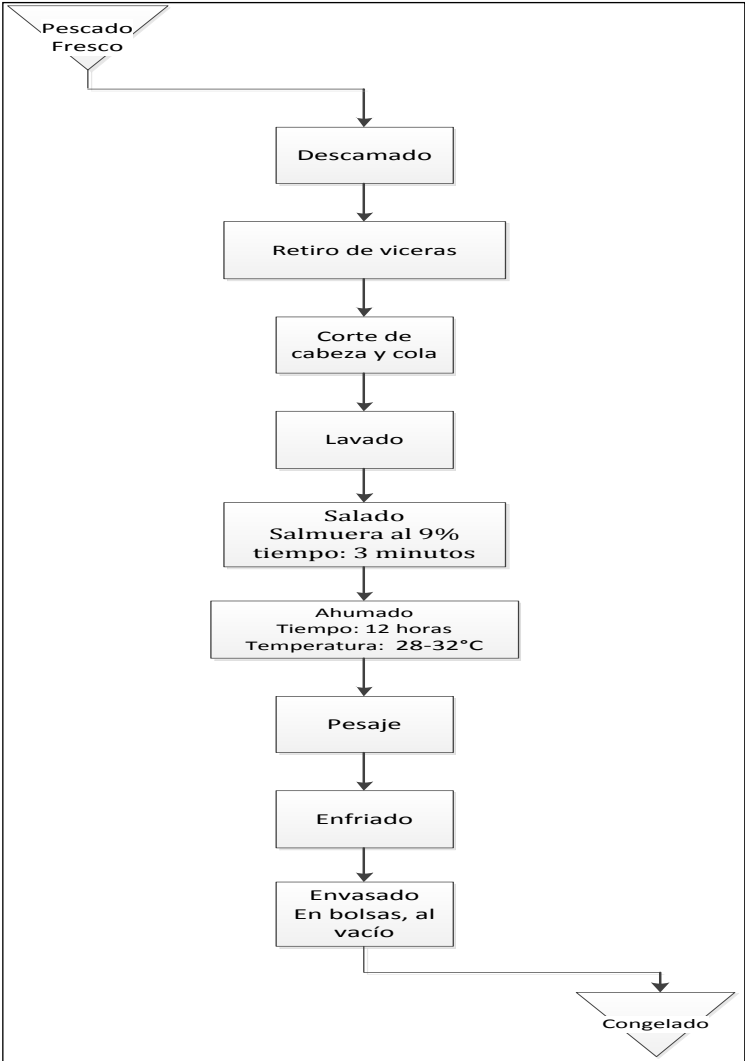 Pescado
Fresco
Descamado
Retiro de viceras
Corte de
cabeza y cola
Lavado
Salado
Salmuera al 9%
tiempo: 3 minutos
Ahumado
Tiempo: 12 horas
Temperatura: 28-32°C
Pesaje
Enfriado
Envasado
En bolsas, al
vacío
Congelado